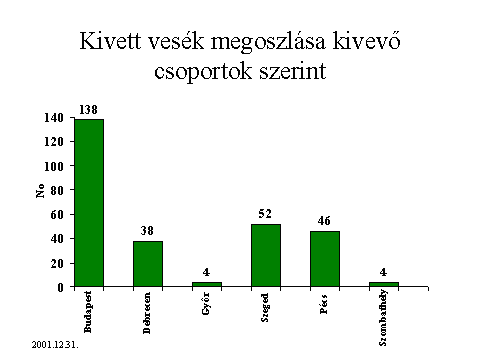 Kivett vesék megoszlása kivevő
csoportok szerint
138
140
120
100
80
60
40
20
0
No
38
4
52
46
4
Budapest
Debrecen
Győr
Szeged
Pécs
Szombathely
2001.12.31.